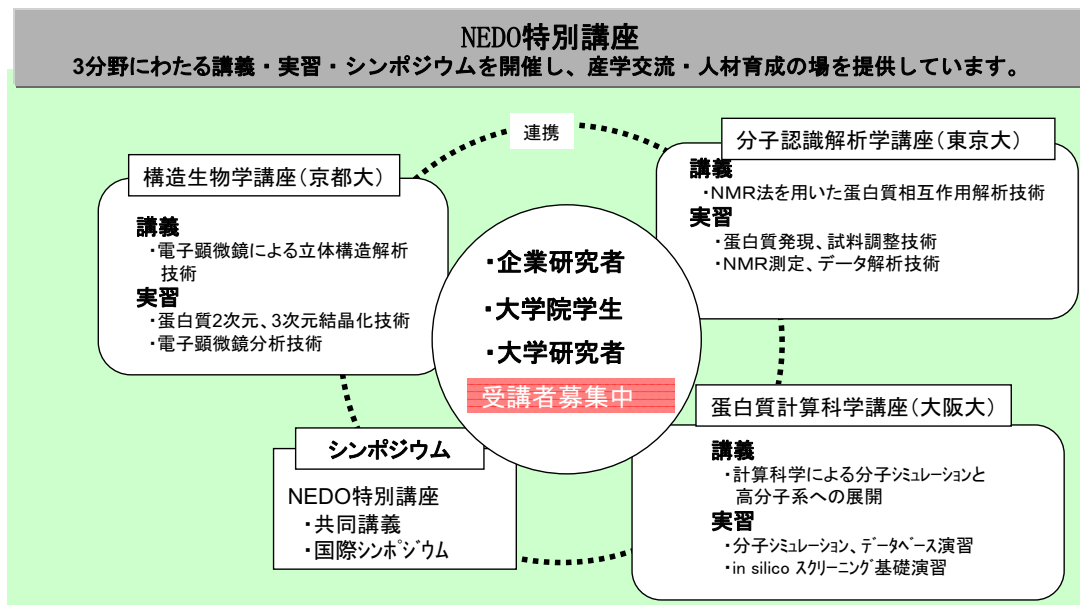 NEDO特別講座
3分野にわたる講義・実習・シンポジウムを開催し、産学交流・人材育成の場を提供しています。
連携
構造生物学講座(京都大)
講義
・電子顕微鏡による立体構造解析
技術
実習
・蛋白質2次元、3次元結晶化技術
・電子顕微鏡分析技術
分子認識解析学講座(東京大)
講義
・NMR法を用いた蛋白質相互作用解析技術
実習
・蛋白質発現、試料調整技術
・NMR測定、データ解析技術
・企業研究者
・大学院学生
・大学研究者
受講者募集中
シンポジウム
NEDO特別講座
・共同講義
・国際シンポジウム
蛋白質計算科学講座(大阪大)
講義
・計算科学による分子シミュレーションと
高分子系への展開
実習
・分子シミュレーション、データベース演習
・in silico スクリーニング基礎演習